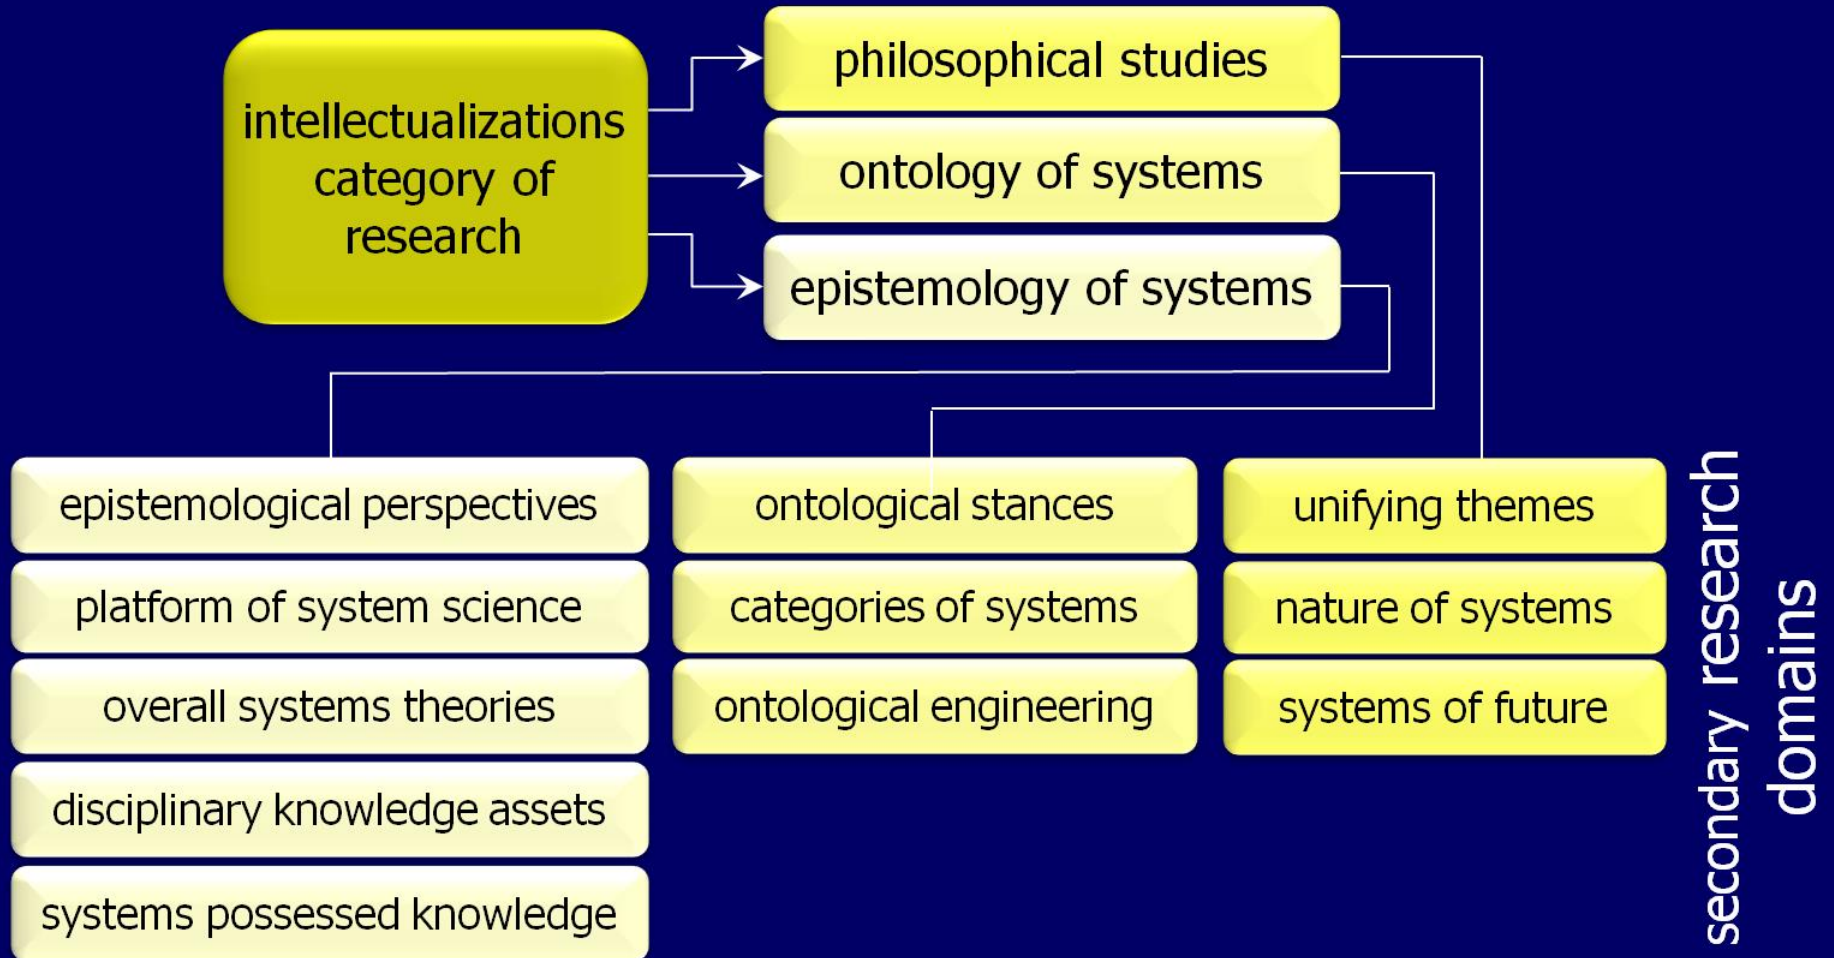 intellectualizations
category of
research
philosophical studies
ontology of systems
epistemology of systems
epistemological perspectives
platform of system science
overall systems theories
disciplinary knowledge assets
systems possessed knowledge
ontological stances
categories of systems
ontological engineering
unifying themes
nature of systems
systems of future
secondary research
domains